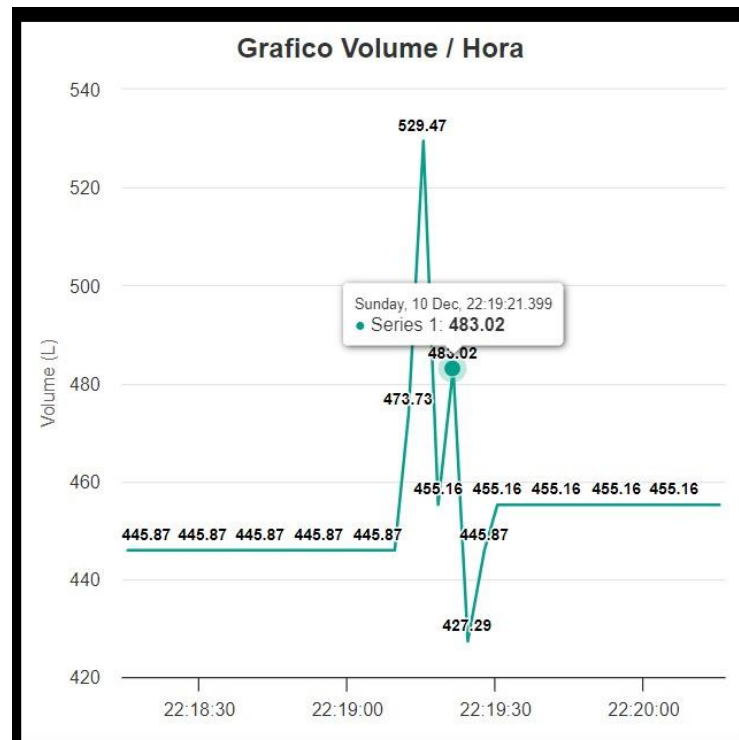 Grafico Volume / Hora
540
529.47
520
500
Sunday, 10 Dec, 22:19:21.399
Series 1: 483.02
483.02
480
473.73
Volume (L)
460
455.16 455.16 455.16 455.16 455.16
445.87 445.87 445.87 445.87 445.87 445.87
440
427.29
420
22:18:30 22:19:00 22:19:30 22:20:00